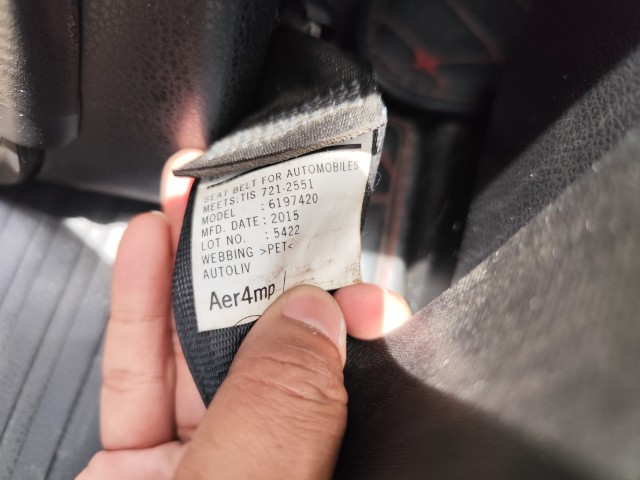 SEAT BELT FOR AUTOMOBILES
MEETS:TIS 721-2551
MODEL : 6197420
MFD. DATE : 2015
LOT NO. : 5422
WEBBING >PET<
AUTOLIV
Aer4mp